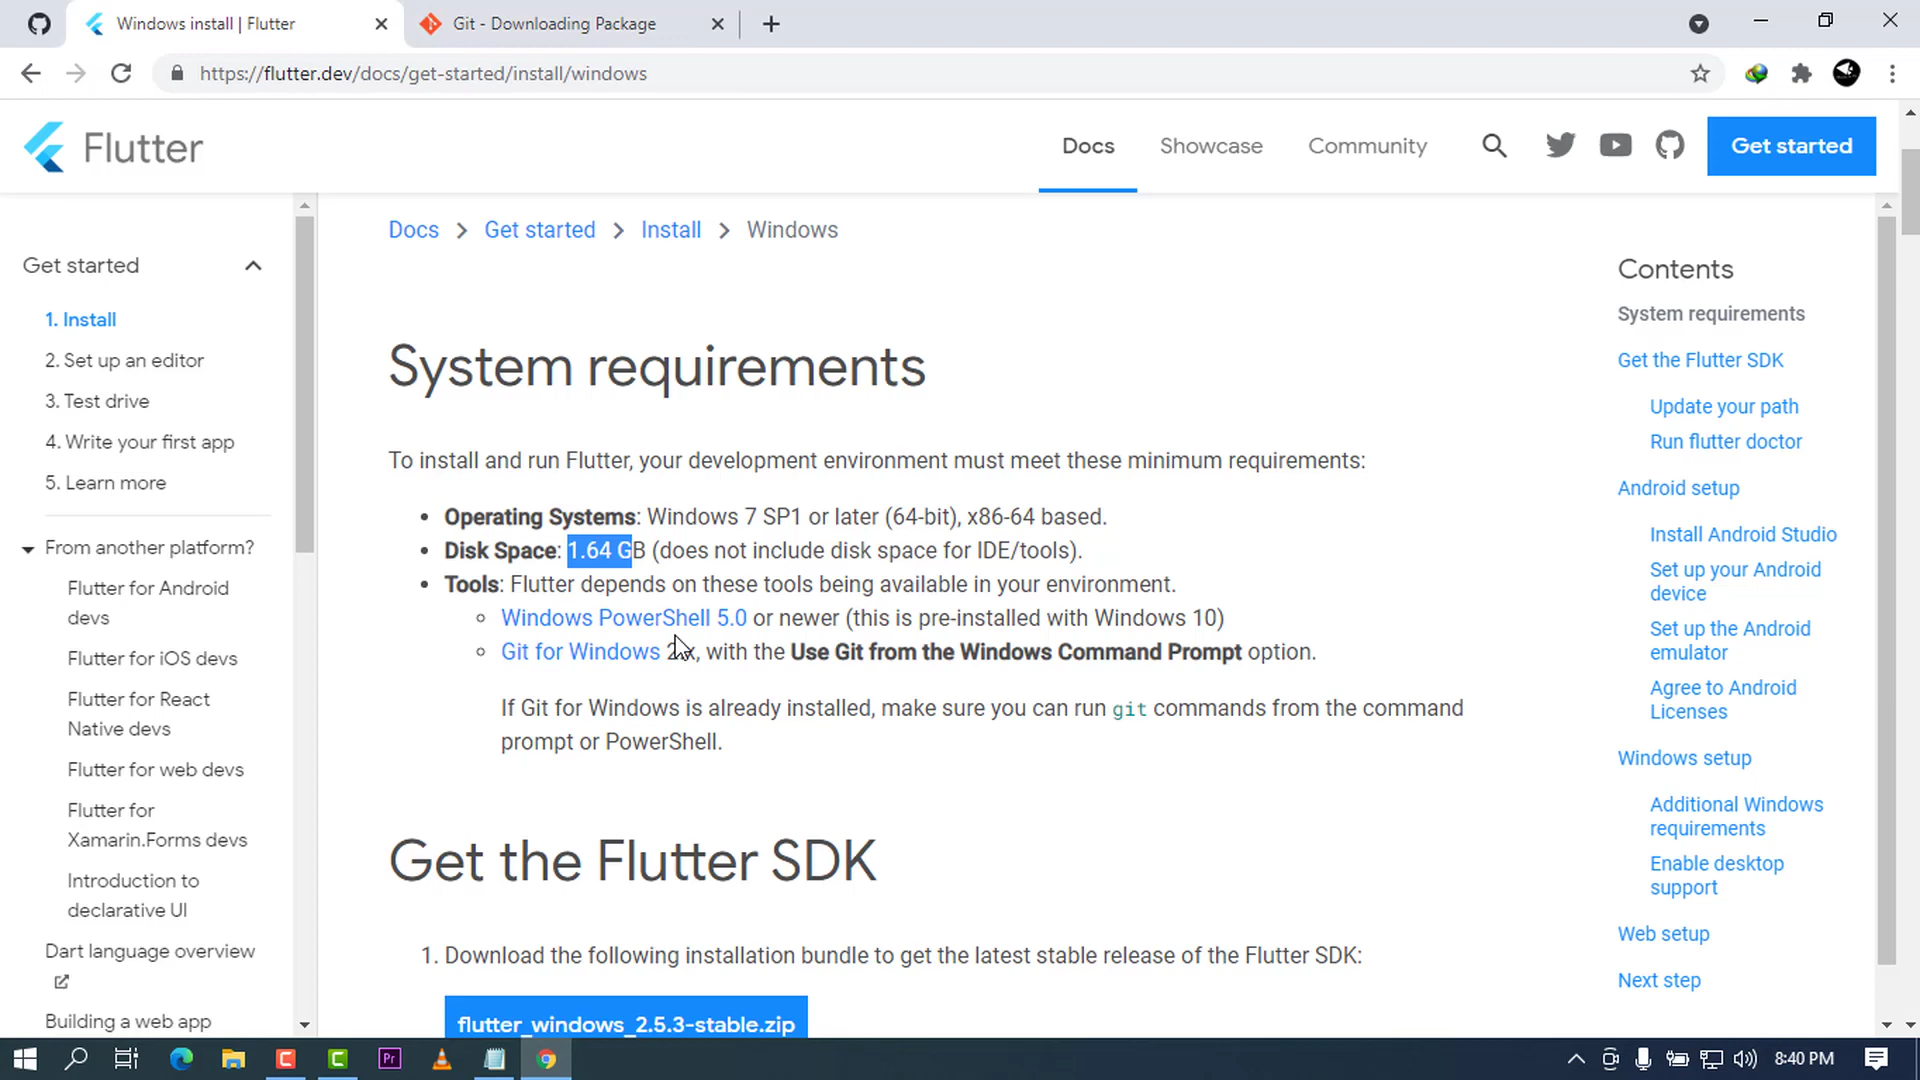 Windows install | Flutter
Git - Downloading Package
https://flutter.dev/docs/get-started/install/windows
Flutter
Docs
Showcase
Community
Get started
Get started
1. Install
2. Set up an editor
3. Test drive
4. Write your first app
5. Learn more
From another platform?
Flutter for Android
devs
Flutter for iOS devs
Flutter for React
Native devs
Flutter for web devs
Flutter for
Xamarin.Forms devs
Introduction to
declarative UI
Dart language overview
Building a web app
Docs > Get started > Install > Windows
System requirements
To install and run Flutter, your development environment must meet these minimum requirements:
• Operating Systems: Windows 7 SP1 or later (64-bit), x86-64 based.
• Disk Space: 1.64 GB (does not include disk space for IDE/tools).
• Tools: Flutter depends on these tools being available in your environment.
Windows PowerShell 5.0 or newer (this is pre-installed with Windows 10)
Git for Windows with the Use Git from the Windows Command Prompt option.
If Git for Windows is already installed, make sure you can run git commands from the command
prompt or PowerShell.
Get the Flutter SDK
1. Download the following installation bundle to get the latest stable release of the Flutter SDK:
flutter_windows_2.5.3-stable.zip
Contents
System requirements
Get the Flutter SDK
Update your path
Run flutter doctor
Android setup
Install Android Studio
Set up your Android
device
Set up the Android
emulator
Agree to Android
Licenses
Windows setup
Additional Windows
requirements
Enable desktop
support
Web setup
Next step
Pr
8:40 PM